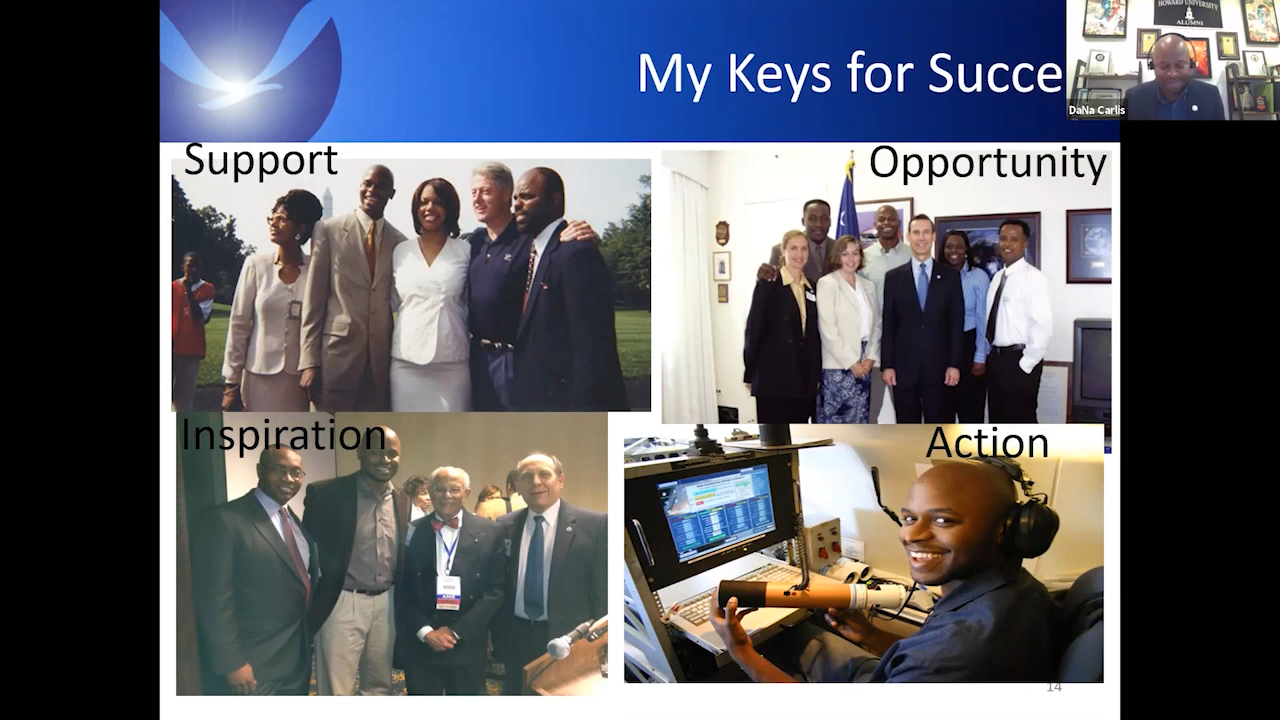 My Keys for Succe
HOWARD UNIVERSITY
ALUMNI
DaNa Carlis
Support
Opportunity
Inspiration
Action
14